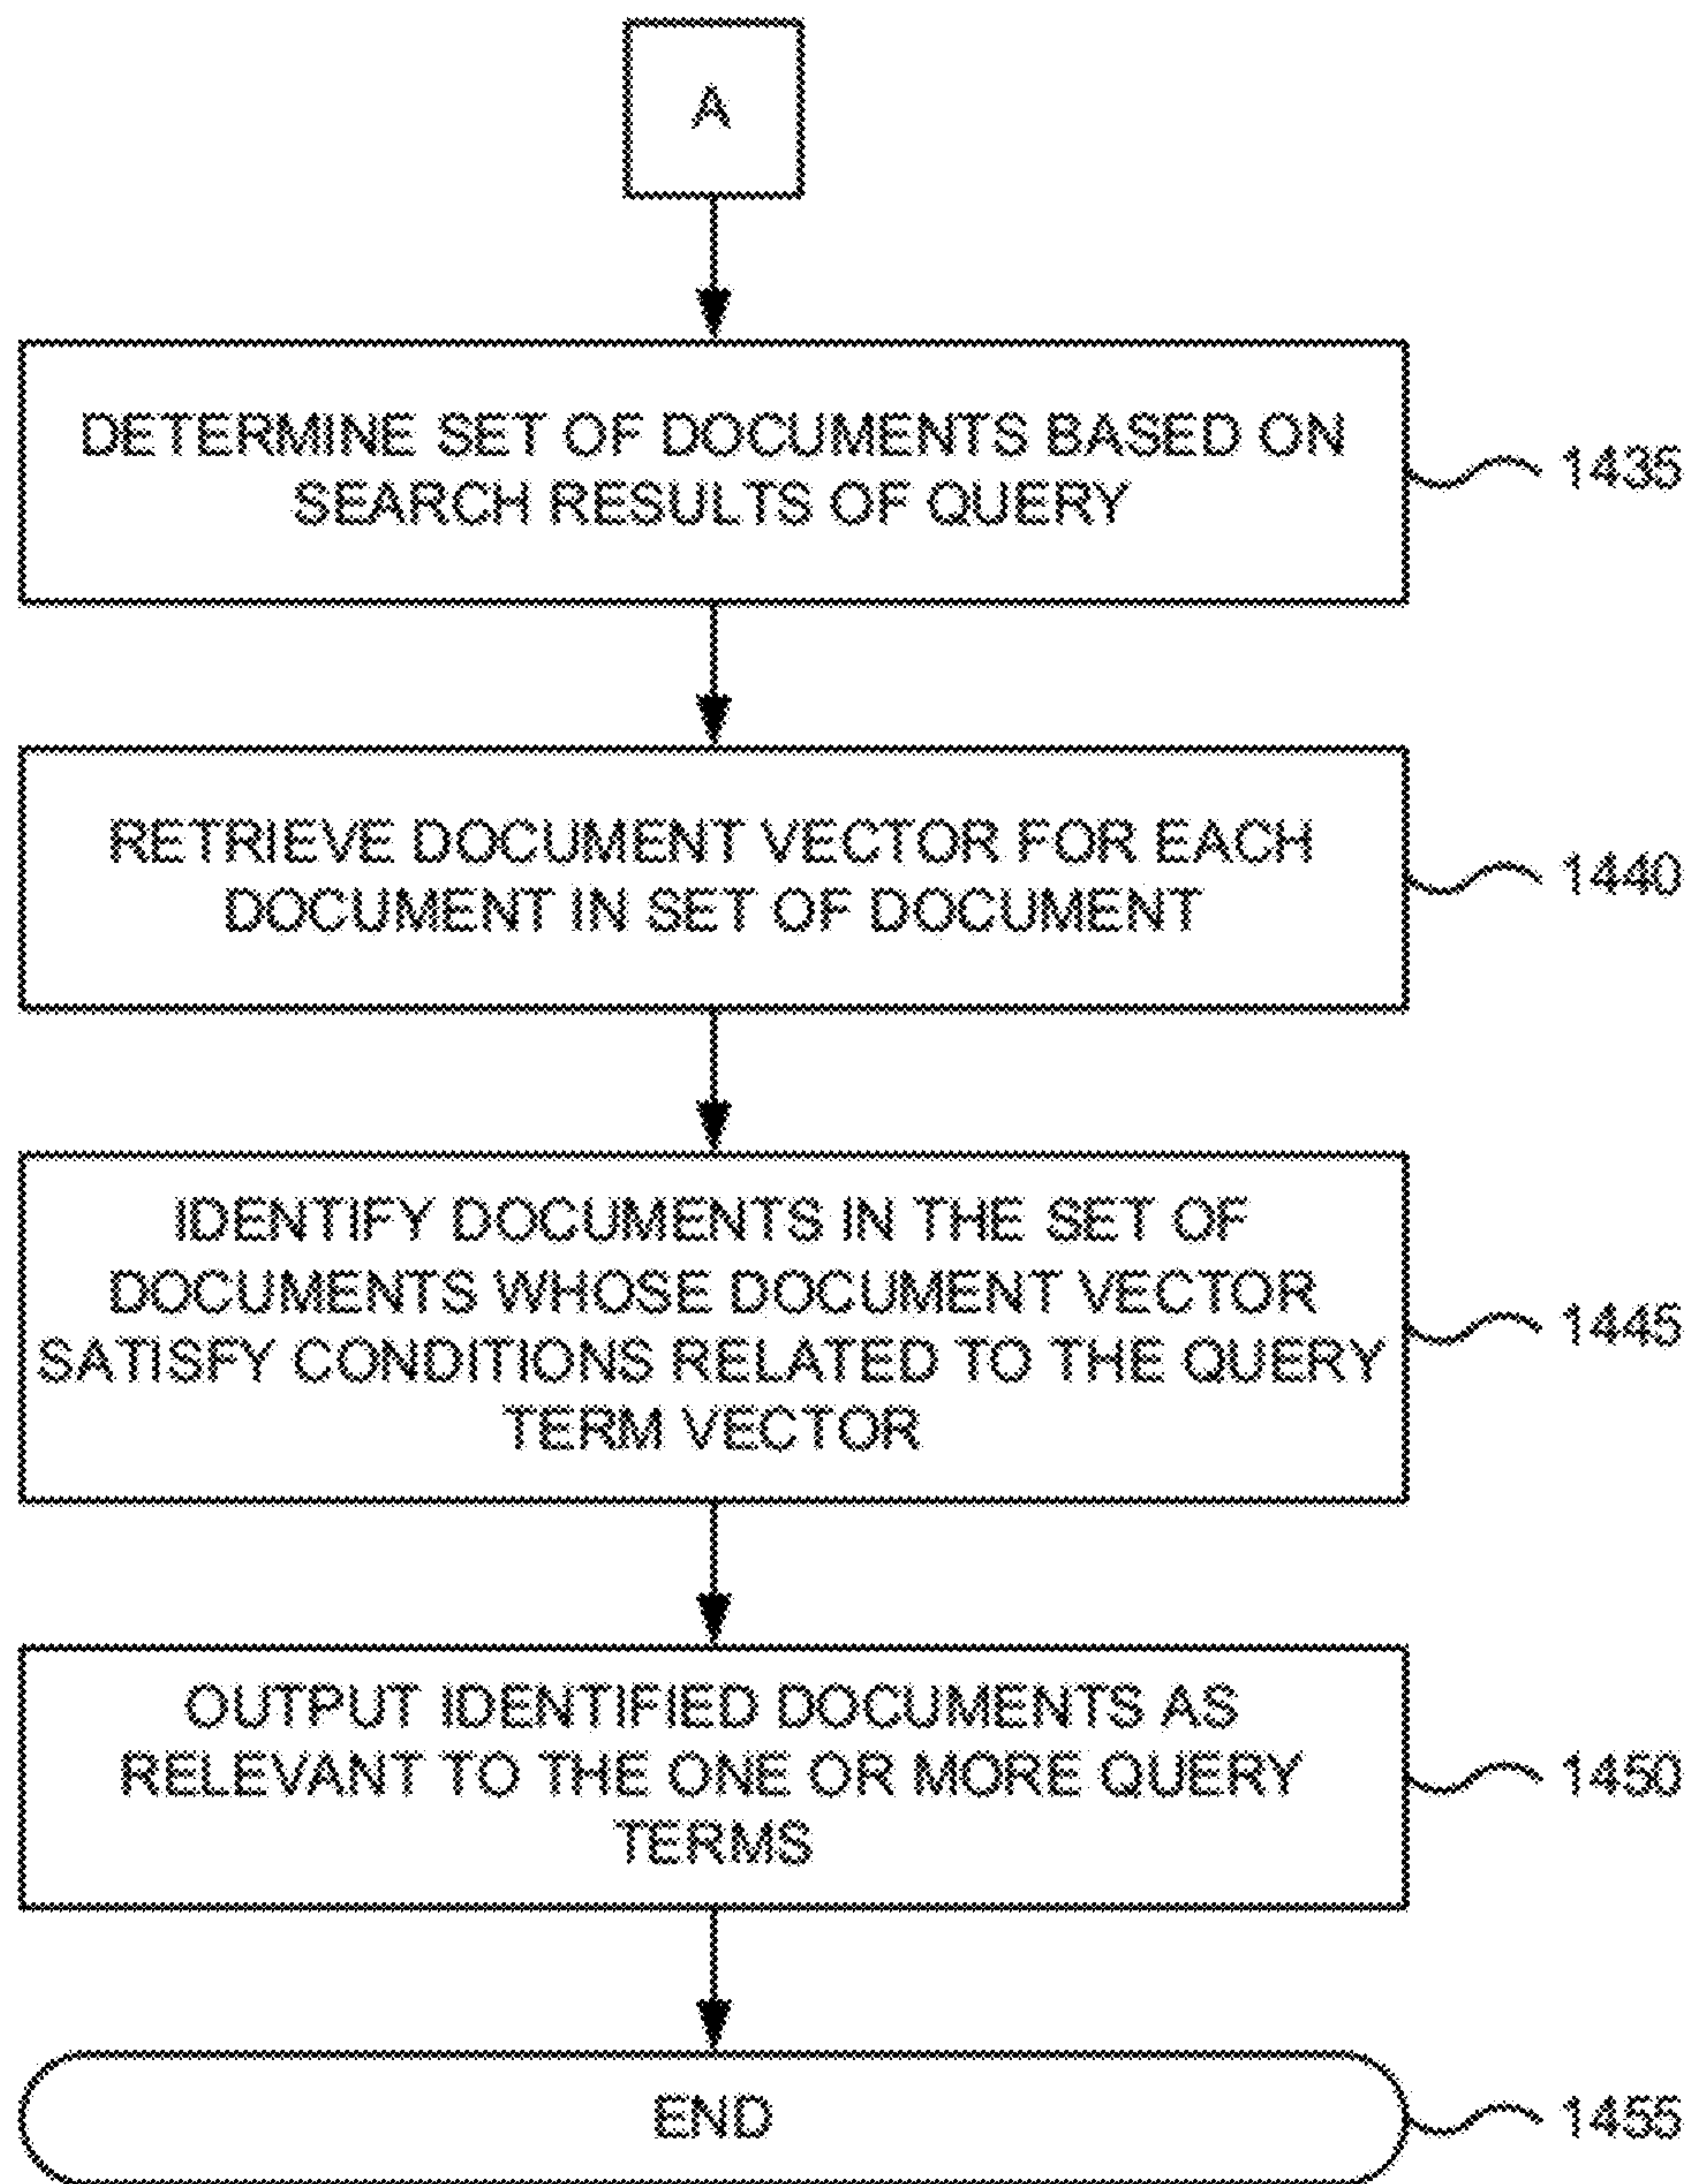 A
DETERMINE SET OF DOCUMENTS BASED ON
SEARCH RESULTS OF QUERY
1435
RETRIEVE DOCUMENT VECTOR FOR EACH
DOCUMENT IN SET OF DOCUMENT
1440
IDENTIFY DOCUMENTS IN THE SET OF
DOCUMENTS WHOSE DOCUMENT VECTOR
SATISFY CONDITIONS RELATED TO THE QUERY
TERM VECTOR
1445
OUTPUT IDENTIFIED DOCUMENTS AS
RELEVANT TO THE ONE OR MORE QUERY
TERMS
1450
END
1455